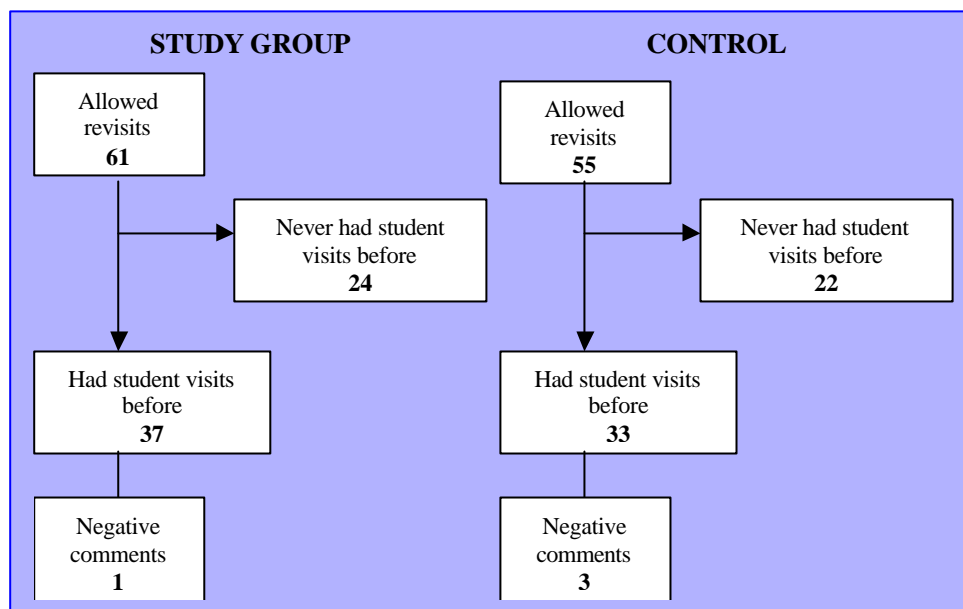 STUDY GROUP
Allowed
revisits
61
Never had student
visits before
24
Had student visits
before
37
Negative
comments
1
CONTROL
Allowed
revisits
55
Never had student
visits before
22
Had student visits
before
33
Negative
comments
3